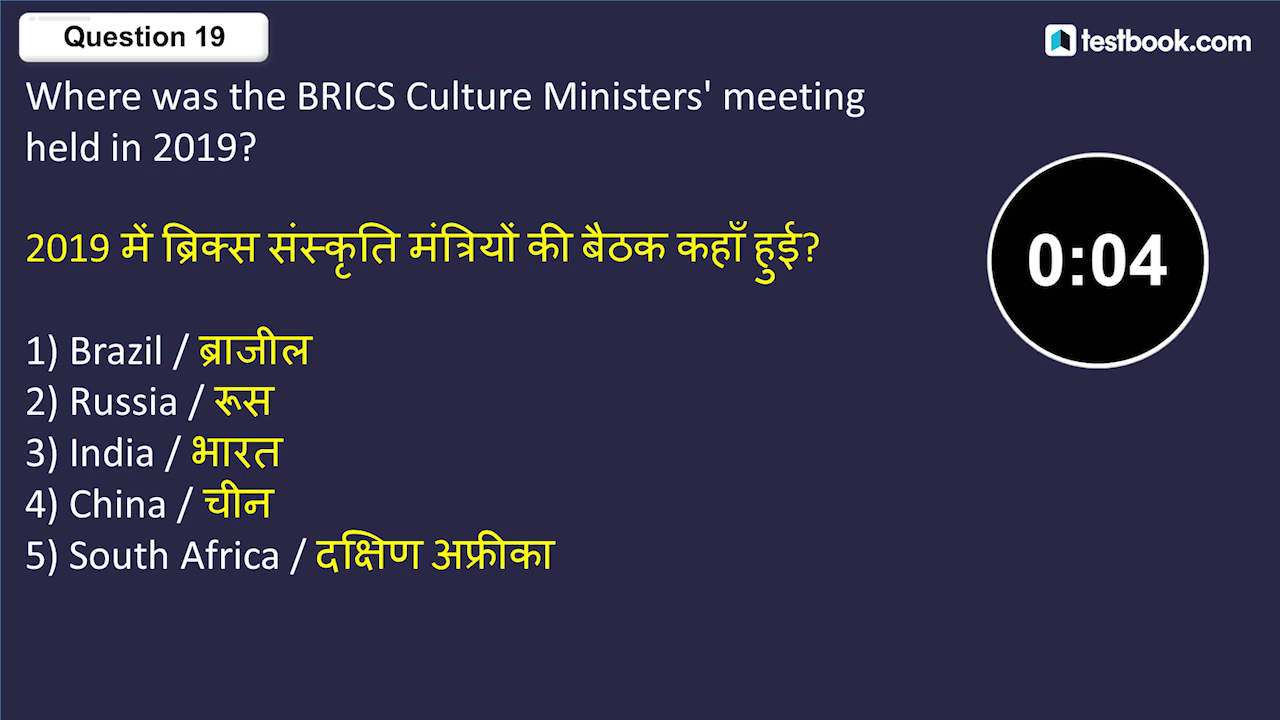 Question 19
testbook.com
Where was the BRICS Culture Ministers' meeting
held in 2019?
2019 में ब्रिक्स संस्कृति मंत्रियों की बैठक कहाँ हुई?
0:04
1) Brazil / ब्राजील
2) Russia / रूस
3) India / भारत
4) China / चीन
5) South Africa / दक्षिण अफ्रीका